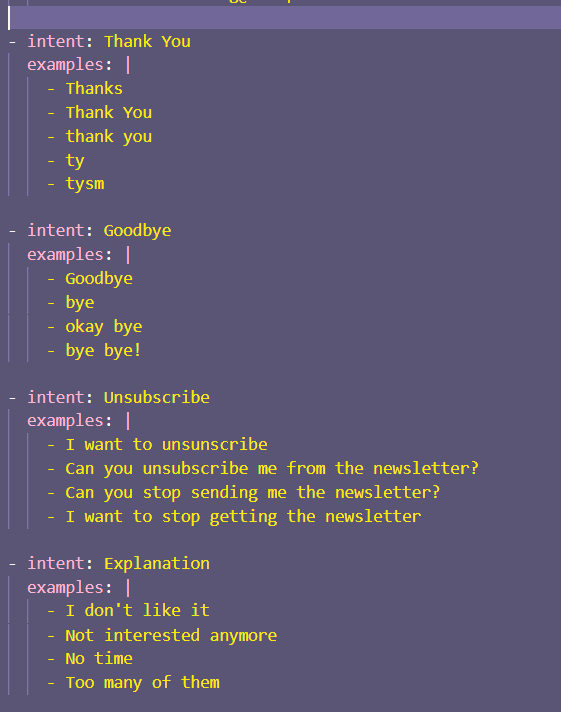 - intent: Thank You
examples: |
- Thanks
- Thank You
- thank you
- ty
- tysm
- intent: Goodbye
examples: |
- Goodbye
- bye
- okay bye
- bye bye!
- intent: Unsubscribe
examples: |
- I want to unsunscribe
- Can you unsubscribe me from the newsletter?
- Can you stop sending me the newsletter?
- I want to stop getting the newsletter
- intent: Explanation
examples: |
- I don't like it
- Not interested anymore
- No time
- Too many of them